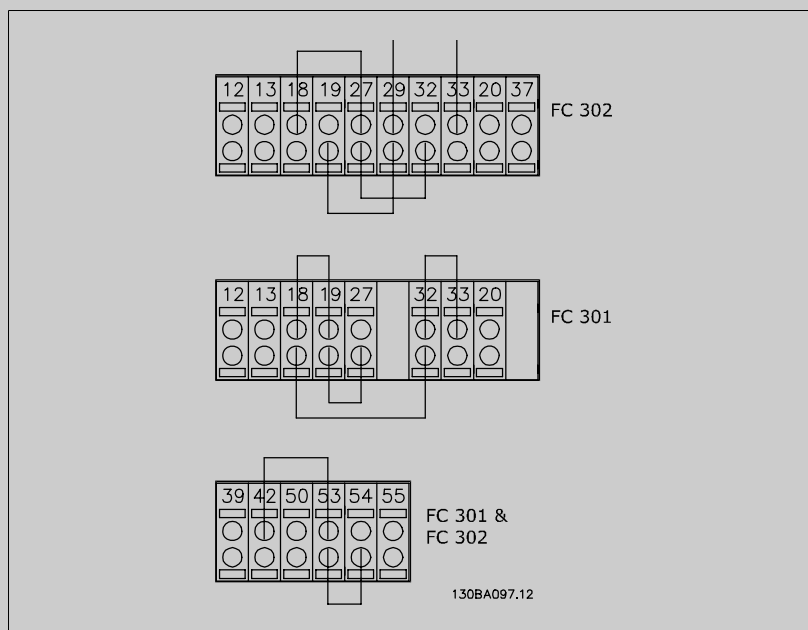 12 13 18 19 27 29 32 33 20 37
FC 302
12 13 18 19 27 32 33 20
FC 301
39 42 50 53 54 55
FC 301 &
FC 302
130BA097.12